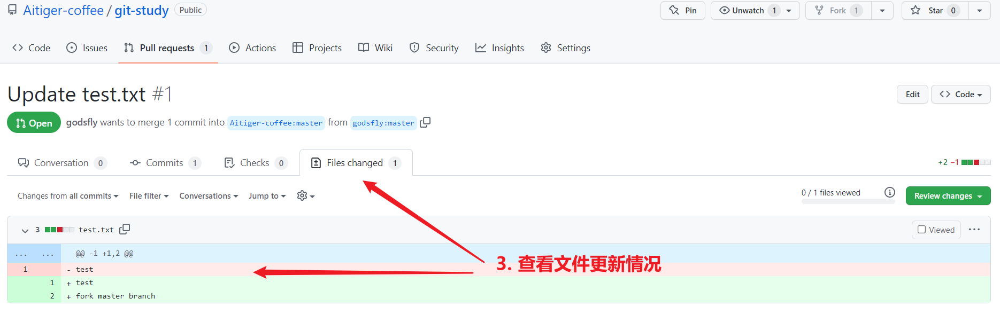 Aitiger-coffee / git-study Public Pin Unwatch 1 Fork 1 Star 0
Code Issues Pull requests 1 Actions Projects Wiki Security Insights Settings
Update test.txt #1 Edit Code
Open godsfly wants to merge 1 commit into Aitiger-coffee:master from godsfly:master
Conversation 0 Commits 1 Checks 0 Files changed 1 +2 −1
Changes from all commits File filter Conversations Jump to 0 / 1 files viewed Review changes
3 test.txt Viewed ...
... ... @@ -1 +1,2 @@
3. 查看文件更新情况
1 - test
1 + test
2 + fork master branch